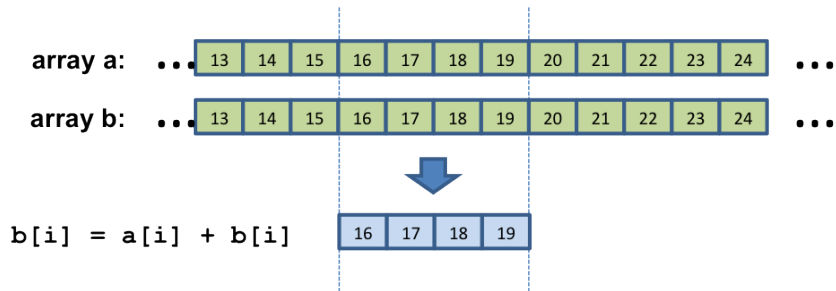 array a: ... 13 14 15 16 17 18 19 20 21 22 23 24 ...
array b: ... 13 14 15 16 17 18 19 20 21 22 23 24 ...
b[i] = a[i] + b[i] 16 17 18 19